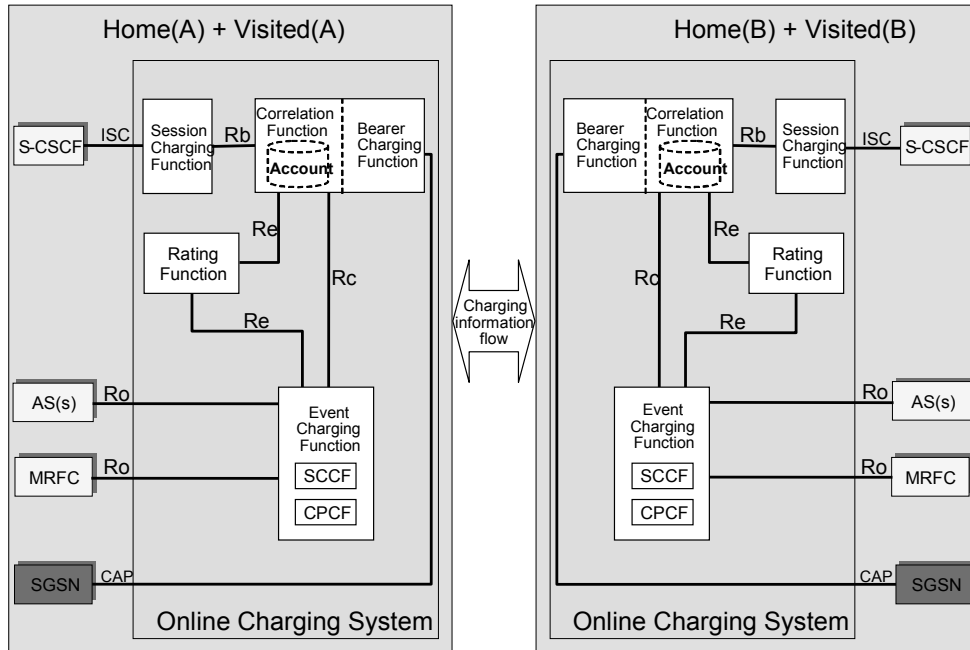 Home(A) + Visited(A)
S-CSCF
ISC
Session
Charging
Function
Rb
Correlation
Function
Account
Bearer
Charging
Function
Re
Rating
Function
Rc
Re
AS(s)
Ro
Event
Charging
Function
SCCF
CPCF
MRFC
Ro
SGSN
CAP
Online Charging System
Charging
information
flow
Home(B) + Visited(B)
Bearer
Charging
Function
Correlation
Function
Account
Rb
Session
Charging
Function
ISC
S-CSCF
Re
Rc
Rating
Function
Re
Event
Charging
Function
SCCF
CPCF
Ro
AS(s)
Ro
MRFC
CAP
SGSN
Online Charging System